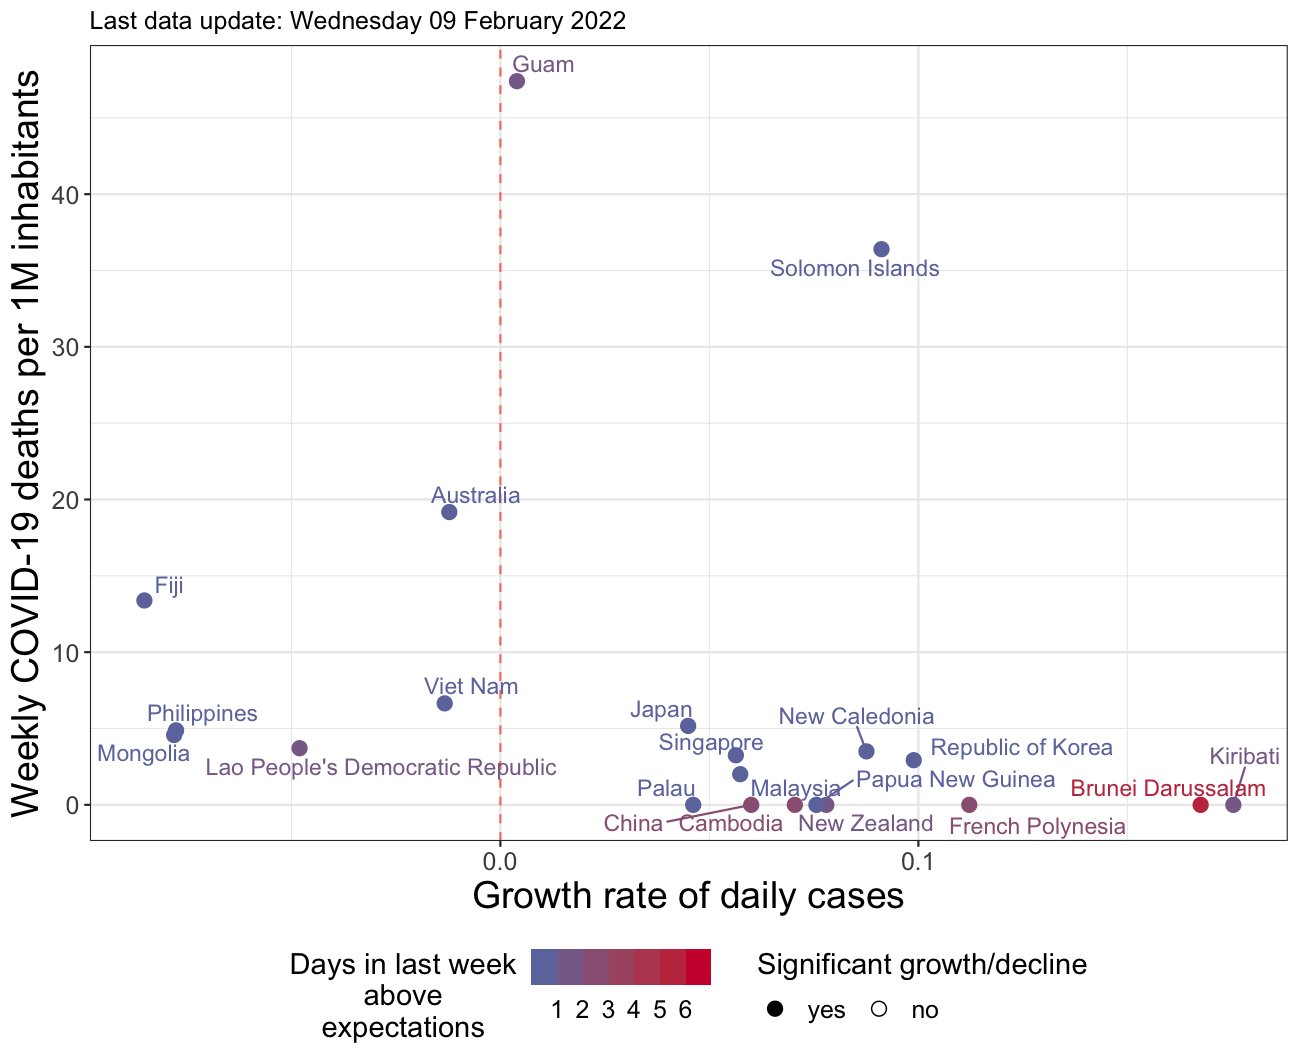 Last data update: Wednesday 09 February 2022
Guam
40
Solomon Islands
30
Australia
20
Fiji
10
Viet Nam
Philippines
Japan
New Caledonia
Mongolia
Singapore
Republic of Korea
Kiribati
Lao People's Democratic Republic
Palau
Malaysia
Papua New Guinea
Brunei Darussalam
0
China
Cambodia
New Zealand
French Polynesia
0.0
0.1
Weekly COVID-19 deaths per 1M inhabitants
Growth rate of daily cases
Days in last week
above
expectations
1 2 3 4 5 6
Significant growth/decline
yes
no